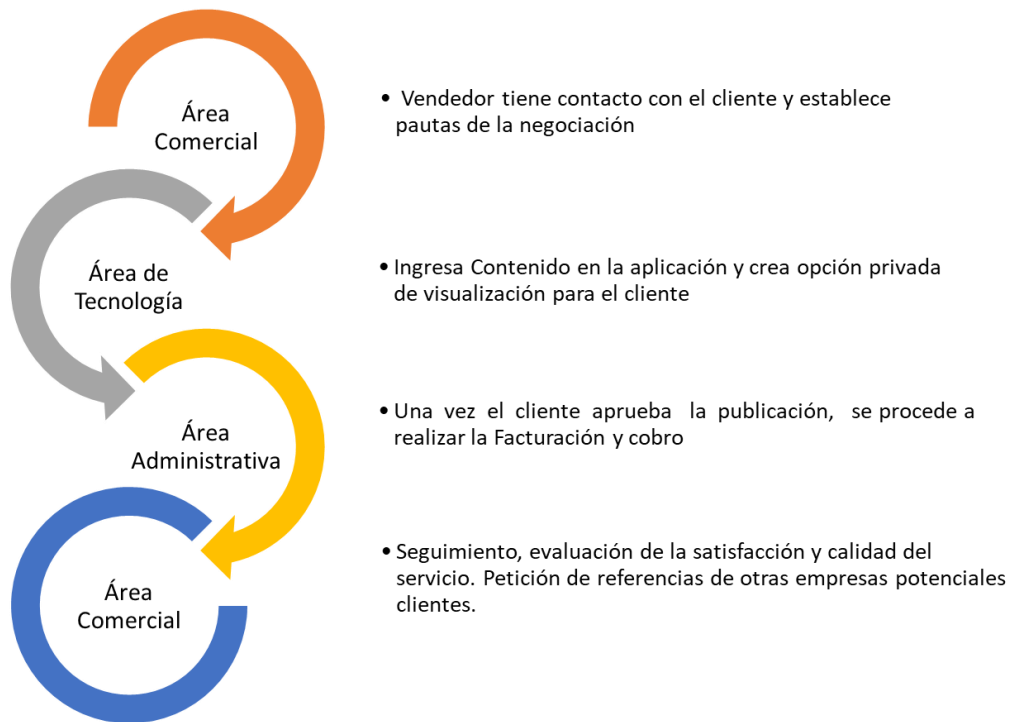 Área
Comercial
• Vendedor tiene contacto con el cliente y establece
pautas de la negociación
Área de
Tecnología
• Ingresa Contenido en la aplicación y crea opción privada
de visualización para el cliente
Área
Administrativa
• Una vez el cliente aprueba la publicación, se procede a
realizar la Facturación y cobro
Área
Comercial
• Seguimiento, evaluación de la satisfacción y calidad del
servicio. Petición de referencias de otras empresas potenciales
clientes.